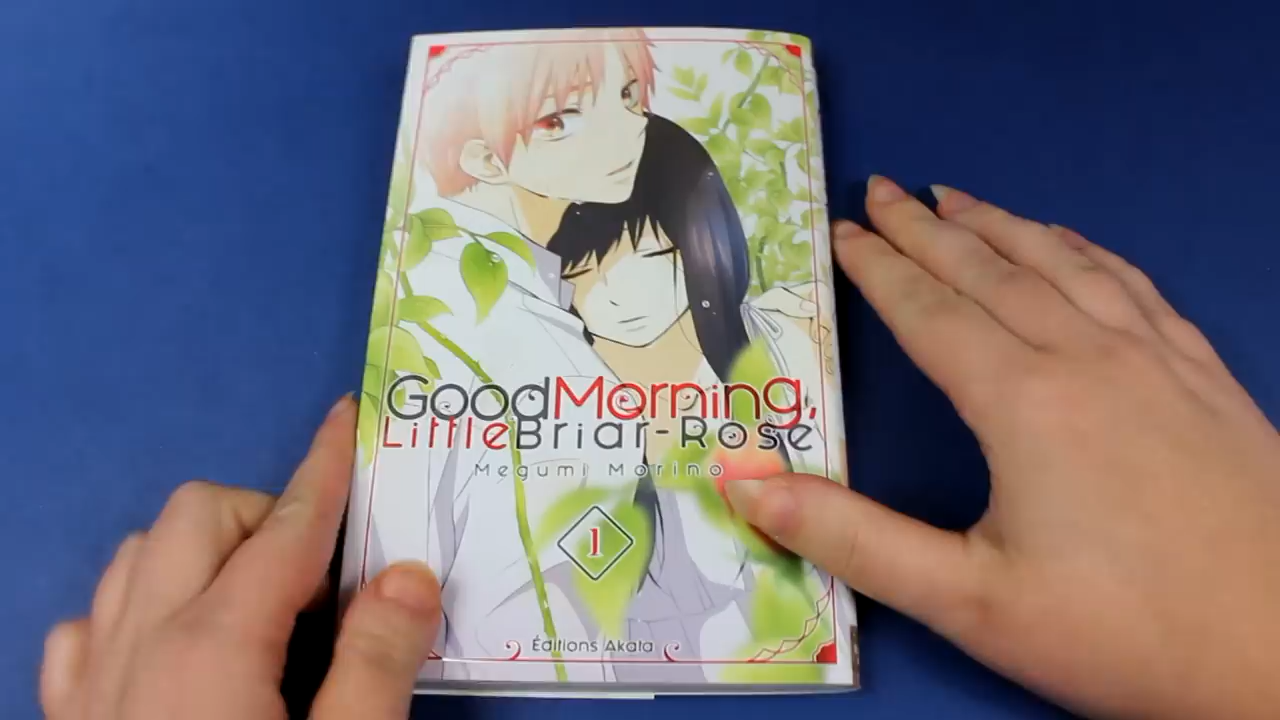 Good Morning,
Little Briar-Rose
Megumi Morino
1
Éditions Akata